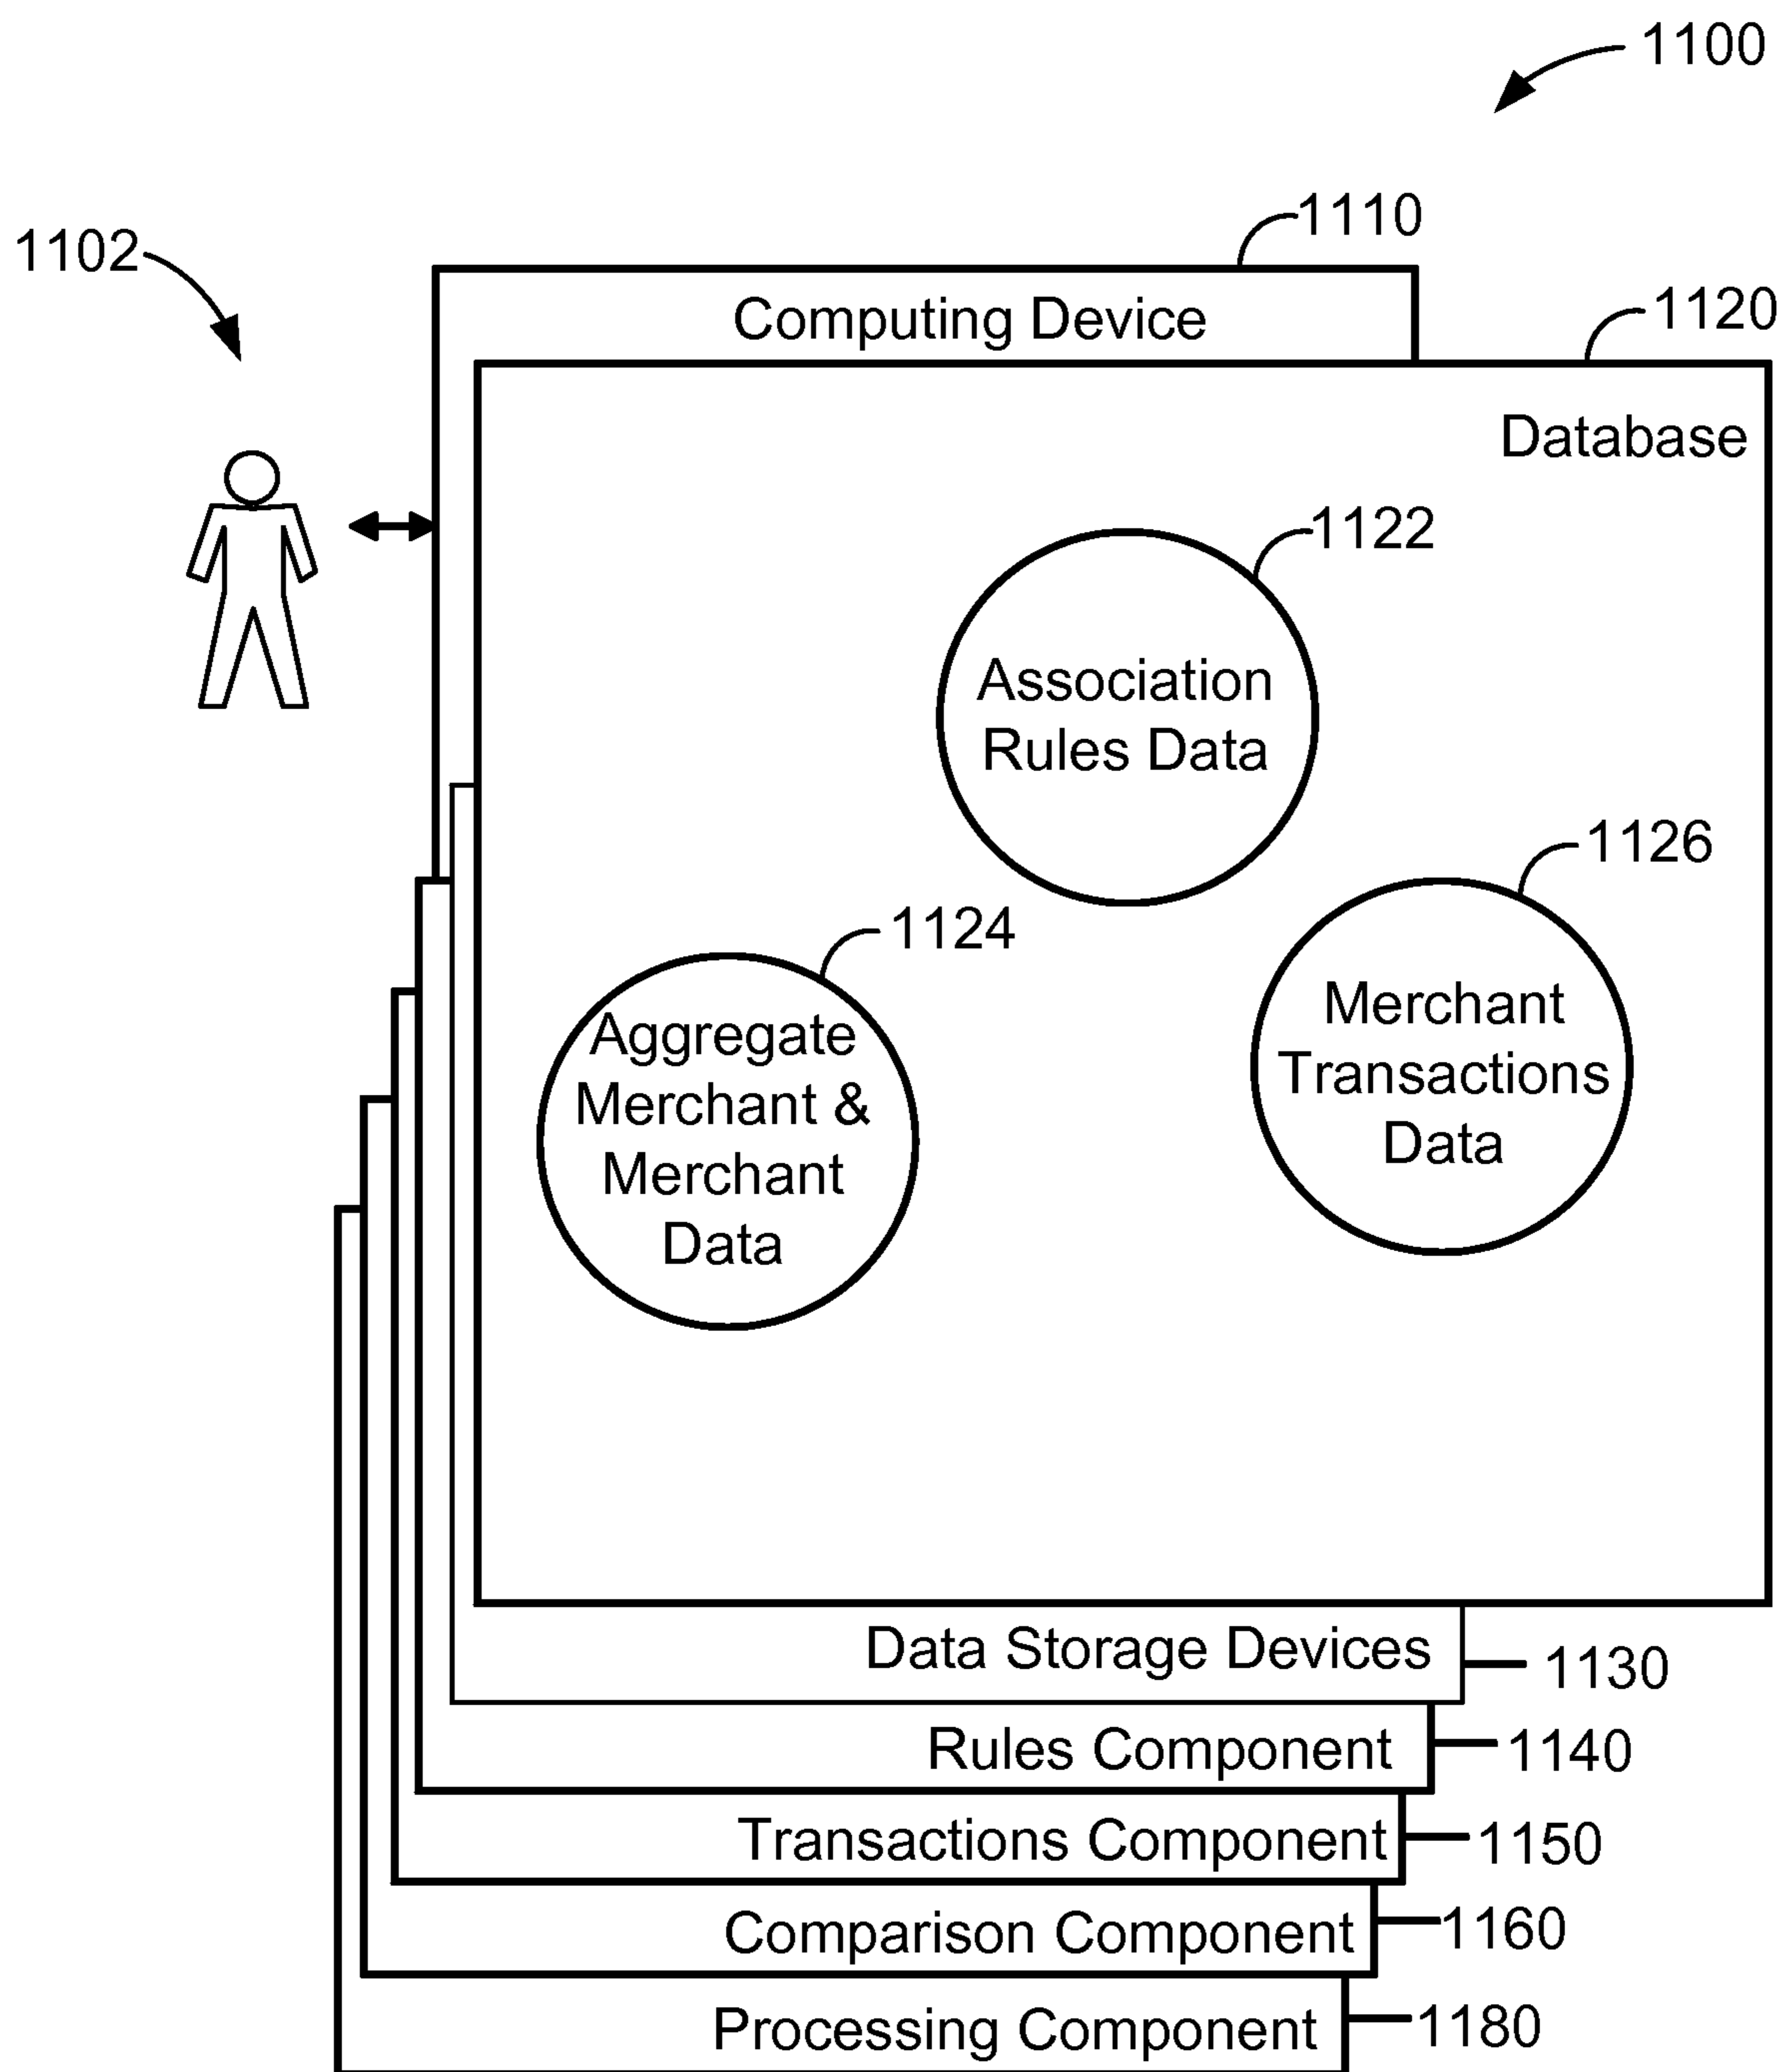 1100
1110
1102
1120
Computing Device
Database
1122
Association
Rules Data
1126
1124
Merchant
Transactions
Data
Aggregate
Merchant &
Merchant
Data
Data Storage Devices
1130
Rules Component
1140
Transactions Component
1150
Comparison Component
1160
Processing Component
1180